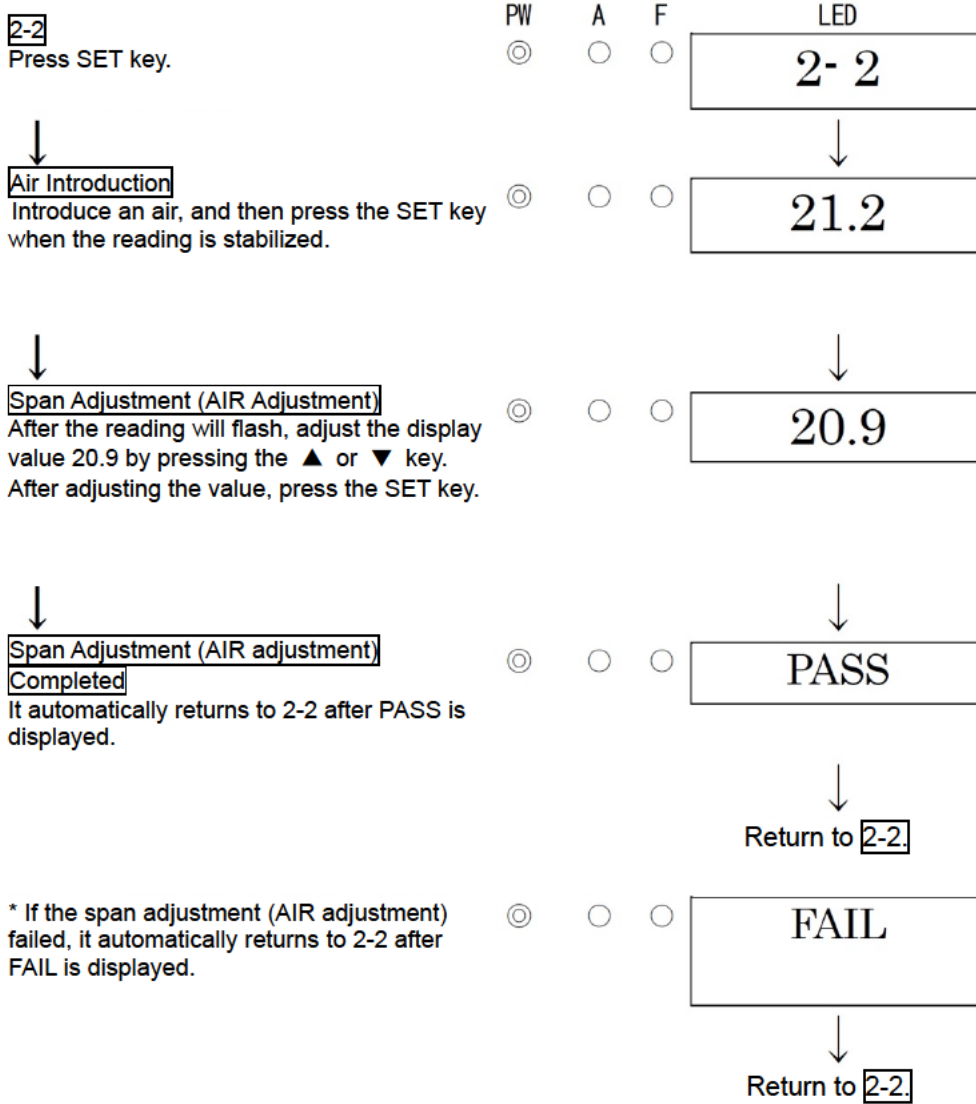 PW A F LED
2-2
Press SET key.
2- 2
Air Introduction
Introduce an air, and then press the SET key
when the reading is stabilized.
21.2
Span Adjustment (AIR Adjustment)
After the reading will flash, adjust the display
value 20.9 by pressing the ▲ or ▼ key.
After adjusting the value, press the SET key.
20.9
Span Adjustment (AIR adjustment)
Completed
It automatically returns to 2-2 after PASS is
displayed.
PASS
Return to 2-2.
* If the span adjustment (AIR adjustment)
failed, it automatically returns to 2-2 after
FAIL is displayed.
FAIL
Return to 2-2.